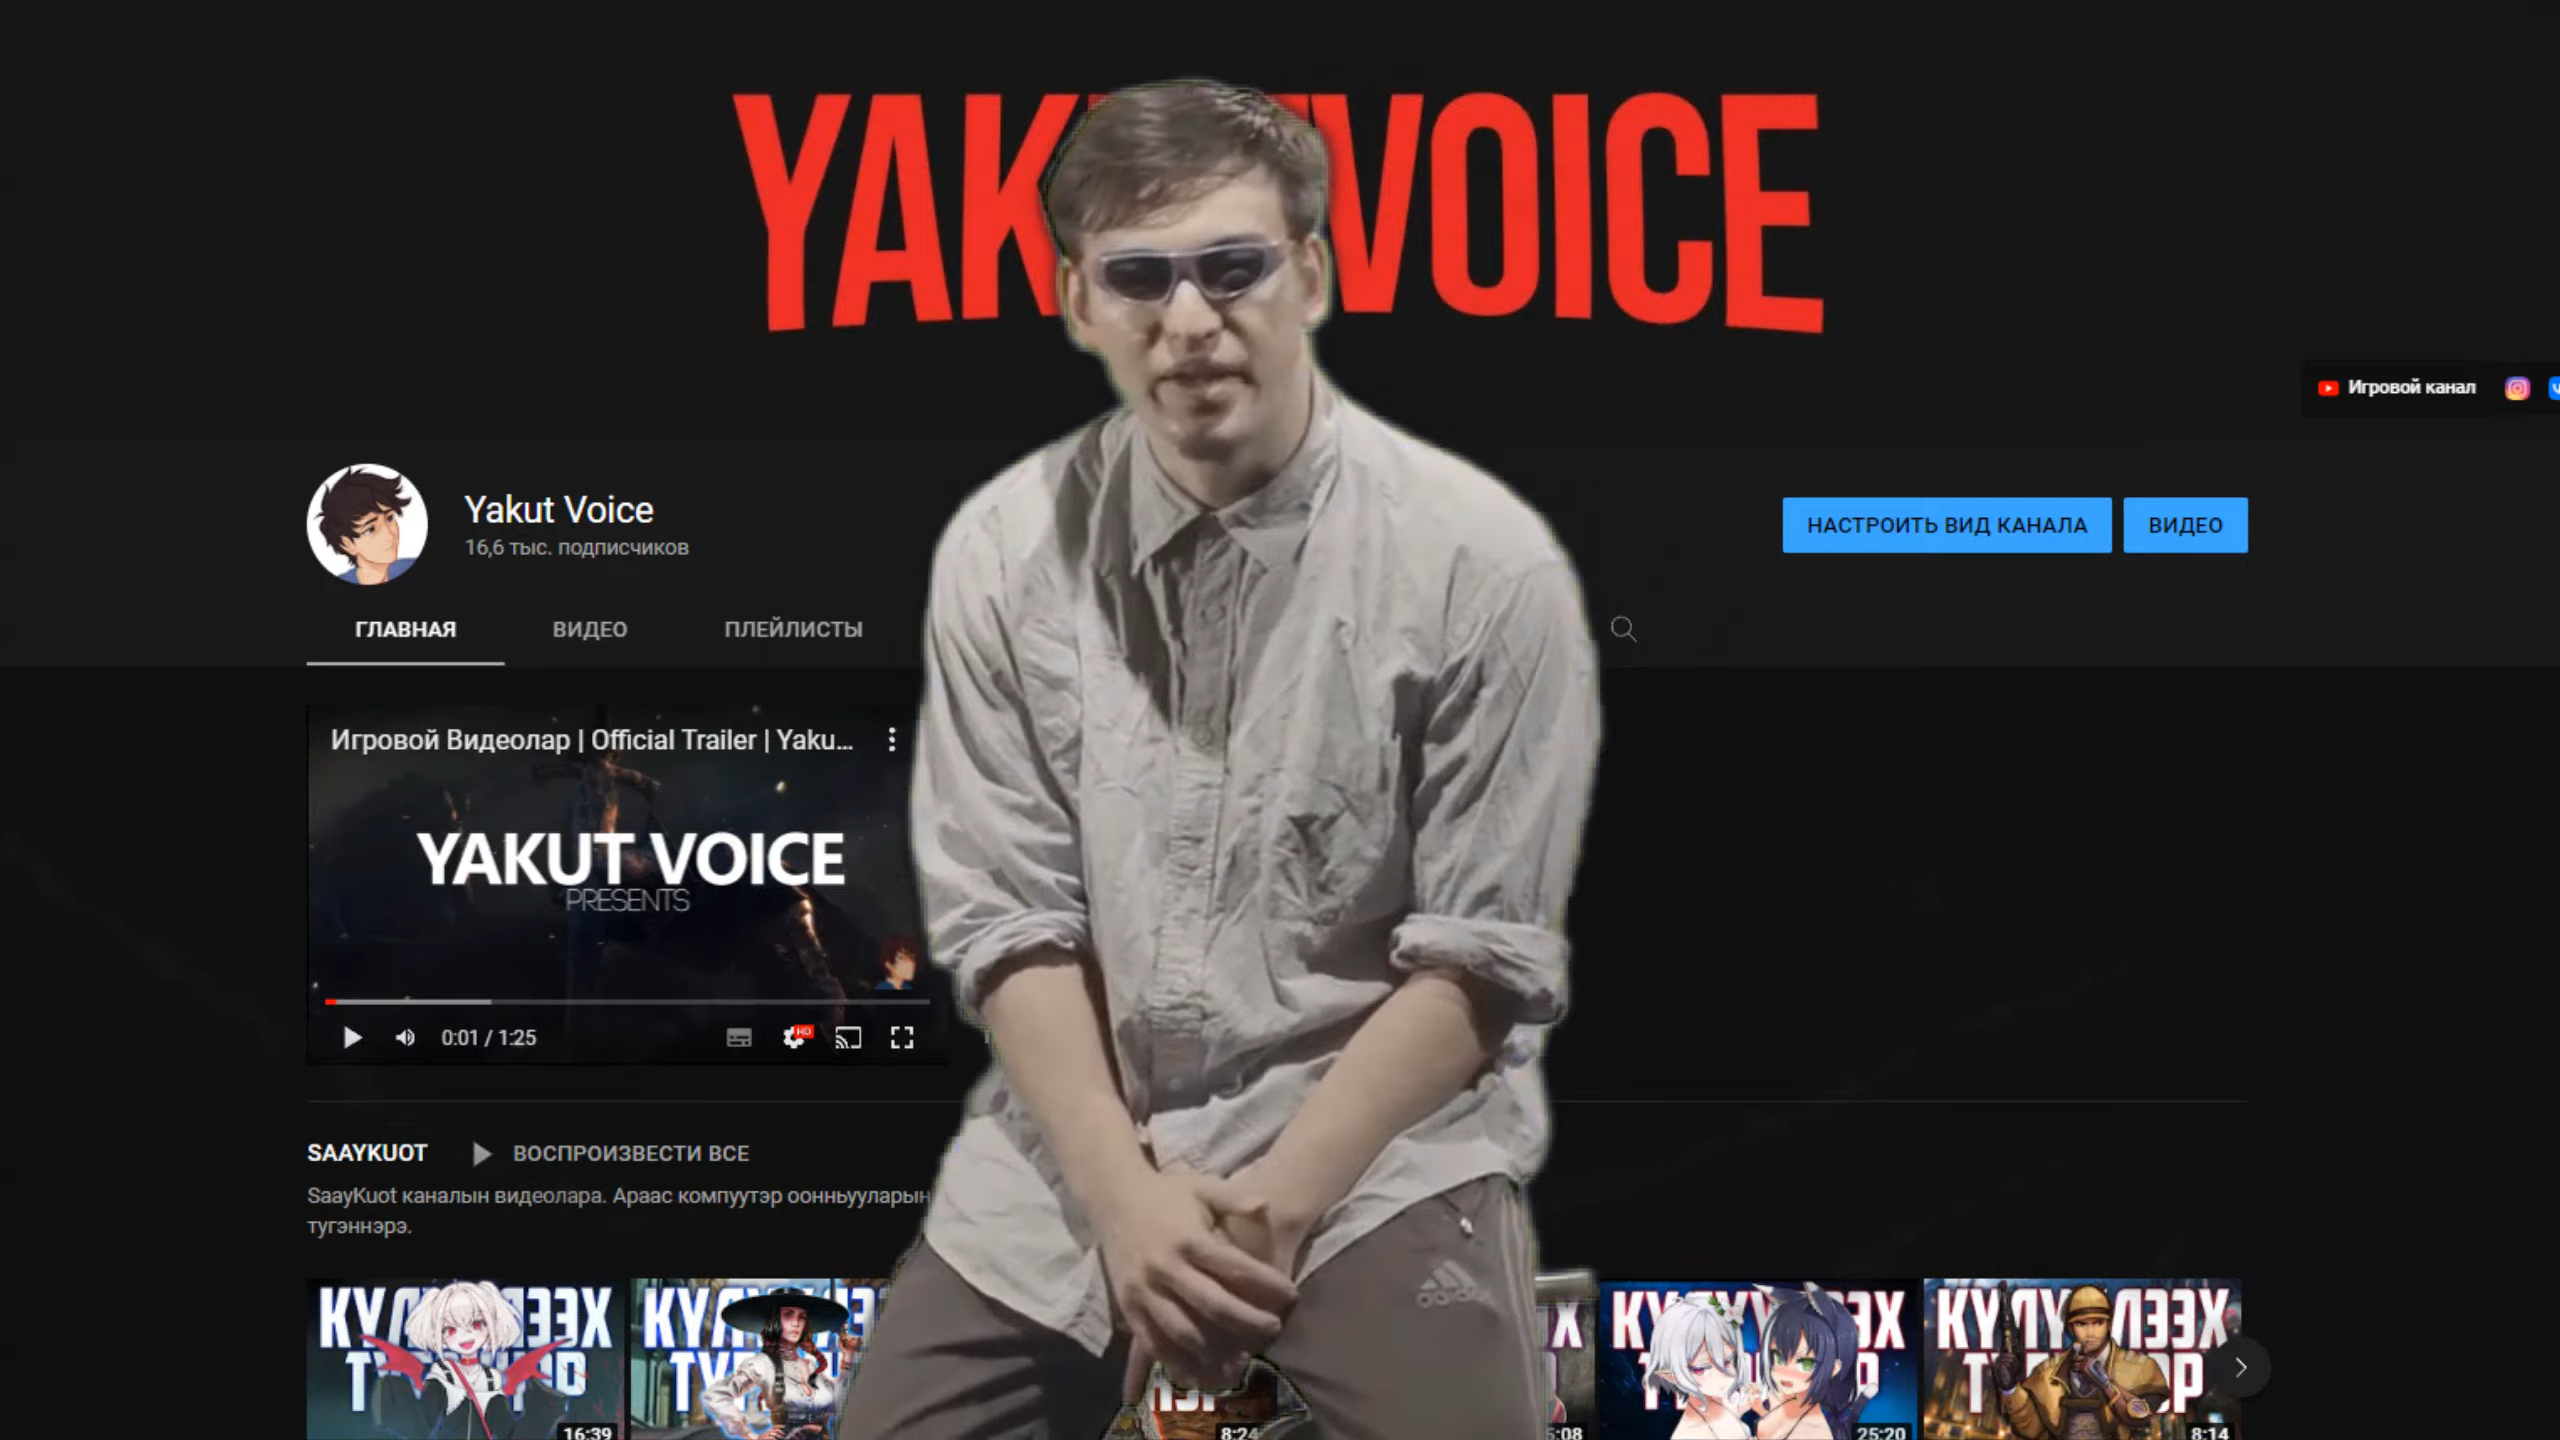 VOICE
Игровой канал
Yakut Voice
16,6 тыс. подписчиков
НАСТРОИТЬ ВИД КАНАЛА
ВИДЕО
ГЛАВНАЯ
ВИДЕО
ПЛЕЙЛИСТЫ
Игровой Видеолар | Official Trailer | Yaku...
YAKUT VOICE
PRESENTS
HD
0:01 / 1:25
SAAYKUOT
ВОСПРОИЗВЕСТИ ВСЕ
SaayKuot каналын видеолара. Араас компуутэр оонньууларын
тугэннэрэ.
16:39
8:24
25:20
8:14